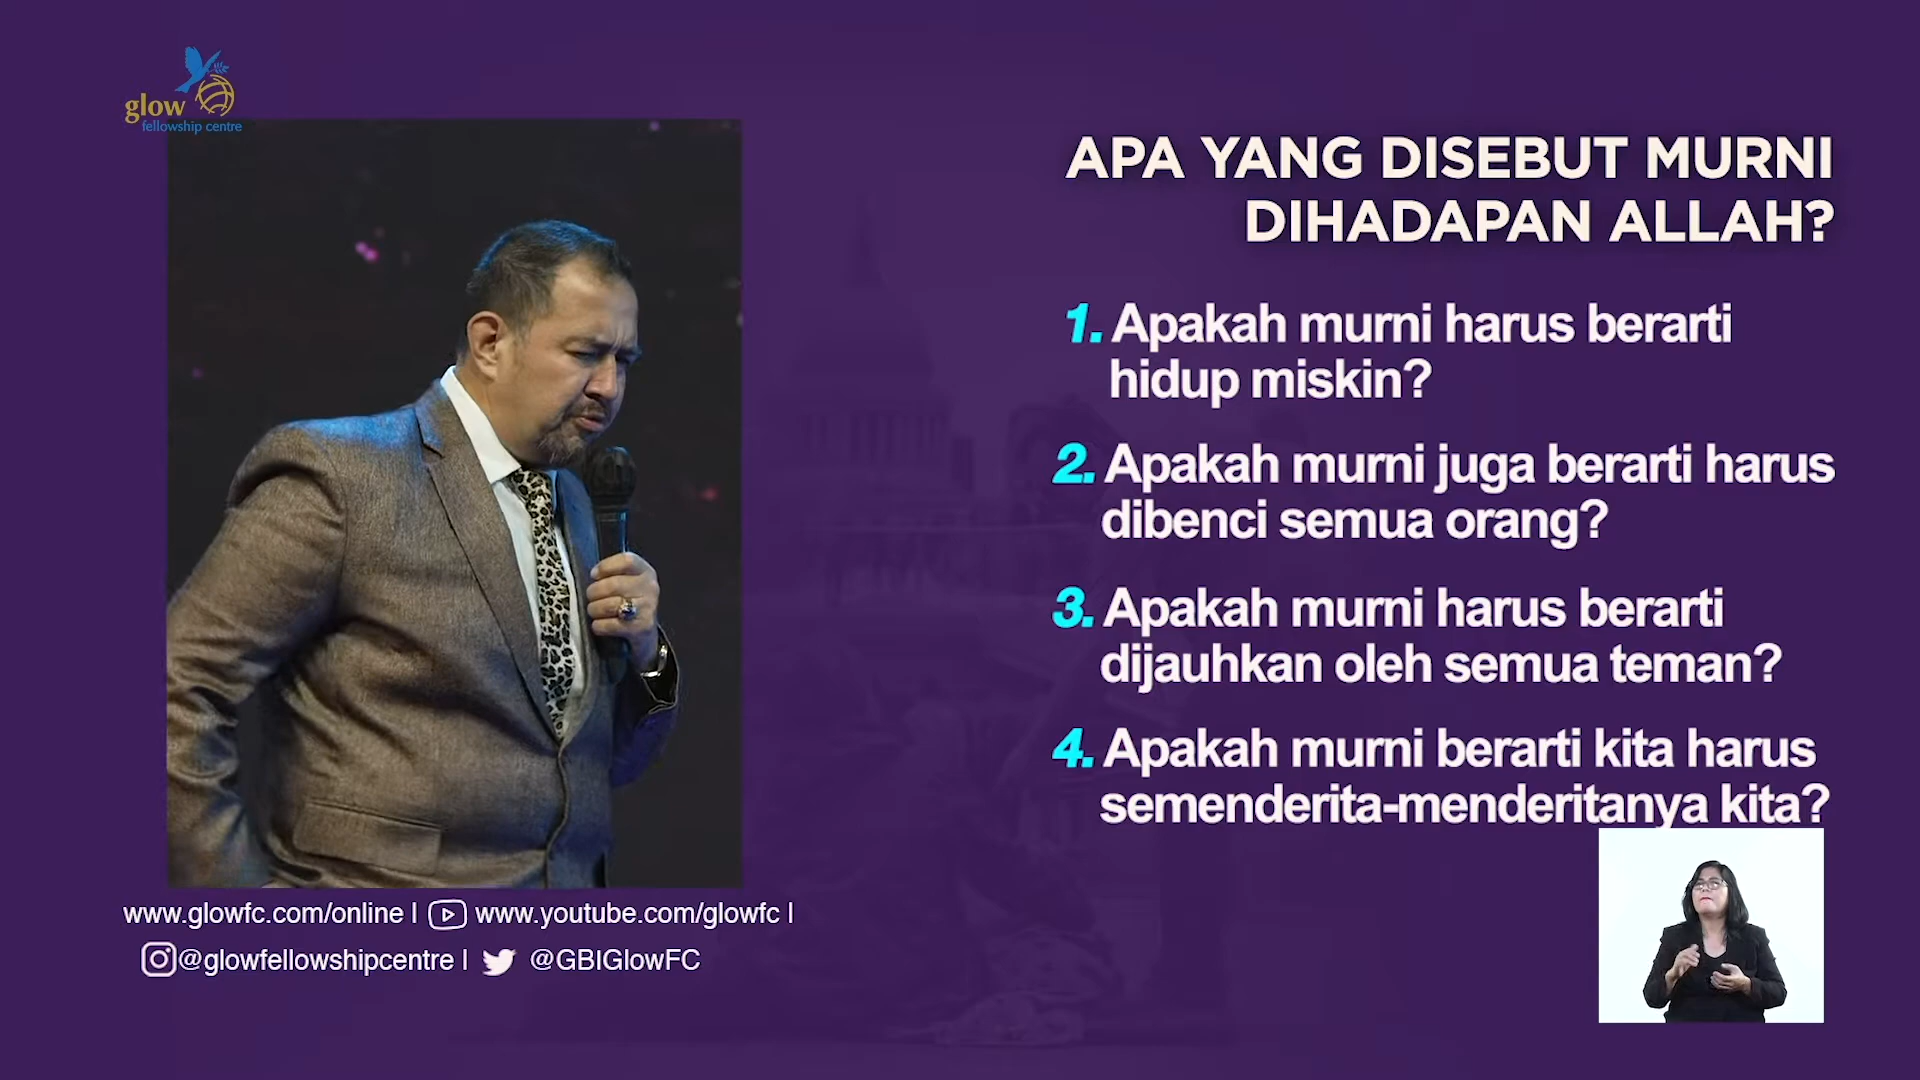 glow
fellowship centre
APA YANG DISEBUT MURNI
DIHADAPAN ALLAH?
1. Apakah murni harus berarti
hidup miskin?
2. Apakah murni juga berarti harus
dibenci semua orang?
3. Apakah murni harus berarti
dijauhkan oleh semua teman?
4. Apakah murni berarti kita harus
semenderita-menderitanya kita?
www.glowfc.com/online | www.youtube.com/glowfc |
@glowfellowshipcentre | @GBIGlowFC